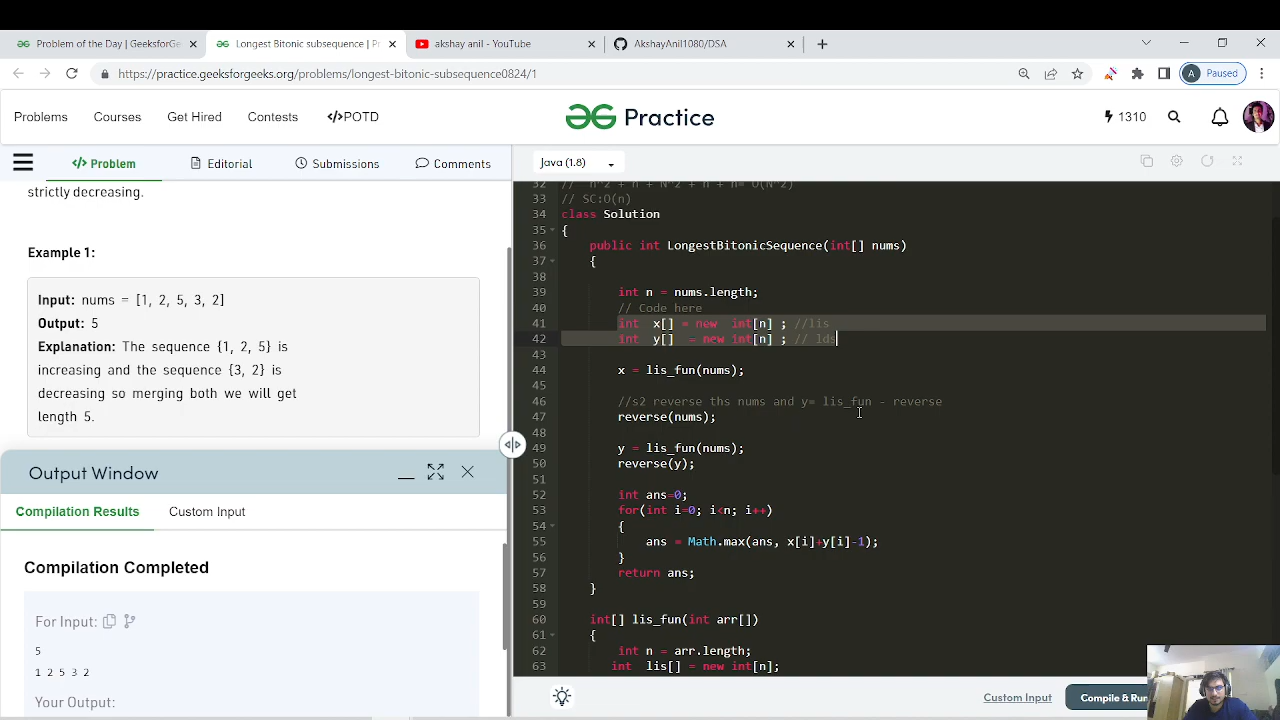 Problem of the Day | GeeksforGe
Longest Bitonic subsequence | Pr
akshay anil - YouTube
AkshayAnil1080/DSA
https://practice.geeksforgeeks.org/problems/longest-bitonic-subsequence0824/1
A Paused
Problems
Courses
Get Hired
Contests
</>POTD
Practice
1310
</> Problem
Editorial
Submissions
Comments
Java (1.8)
strictly decreasing.
Example 1:
Input: nums = [1, 2, 5, 3, 2]
Output: 5
Explanation: The sequence {1, 2, 5} is
increasing and the sequence {3, 2} is
decreasing so merging both we will get
length 5.
Output Window
Compilation Results
Custom Input
Compilation Completed
For Input:
5
1 2 5 3 2
Your Output:
32 // n^2 + n + N^2 + n + n= O(N^2)
33 // SC:O(n)
34 class Solution
35 {
36 public int LongestBitonicSequence(int[] nums)
37 {
38
39 int n = nums.length;
40 // Code here
41 int x[] = new int[n] ; //lis
42 int y[] = new int[n] ; // lds
43
44 x = lis_fun(nums);
45
46 //s2 reverse ths nums and y= lis_fun - reverse
47 reverse(nums);
48
49 y = lis_fun(nums);
50 reverse(y);
51
52 int ans=0;
53 for(int i=0; i<n; i++)
54 {
55 ans = Math.max(ans, x[i]+y[i]-1);
56 }
57 return ans;
58 }
59
60 int[] lis_fun(int arr[])
61 {
62 int n = arr.length;
63 int lis[] = new int[n];
Custom Input
Compile & Run